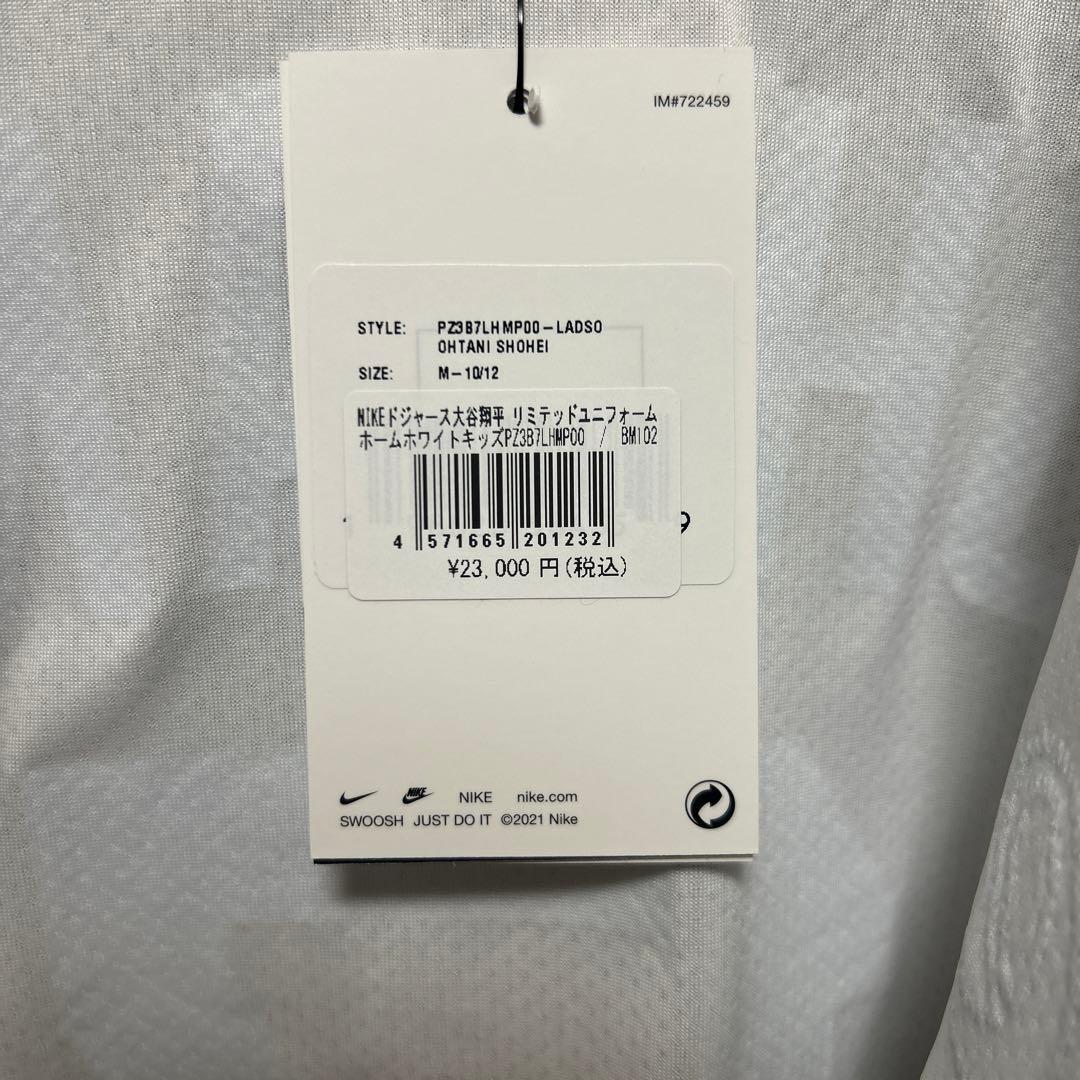 IM#722459
STYLE: PZ3B7LHMP00-LADSO
OHTANI SHOHEI
SIZE: M-10/12
NIKEドジャース大谷翔平 リミテッドユニフォーム
ホームホワイトキッズPZ3B7LHMP00 / BM102
9
4 571665 201232
¥23,000 円(税込)
NIKE NIKE nike.com
SWOOSH JUST DO IT ©2021 Nike